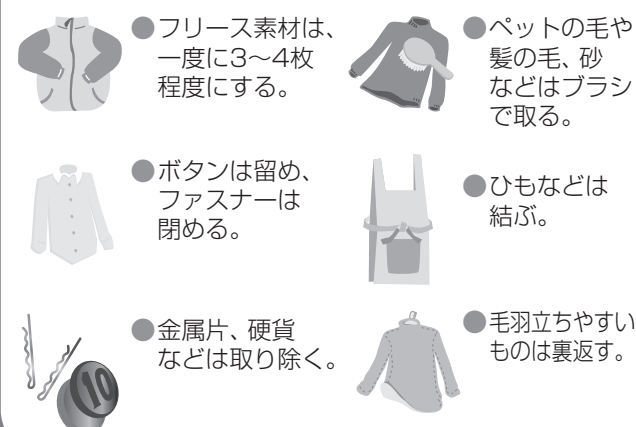 ●フリース素材は、
一度に3～4枚
程度にする。
●ペットの毛や
髪の毛、砂
などはブラシ
で取る。
●ボタンは留め、
ファスナーは
閉める。
●ひもなどは
結ぶ。
●金属片、硬貨
などは取り除く。
10
●毛羽立ちやすい
ものは裏返す。